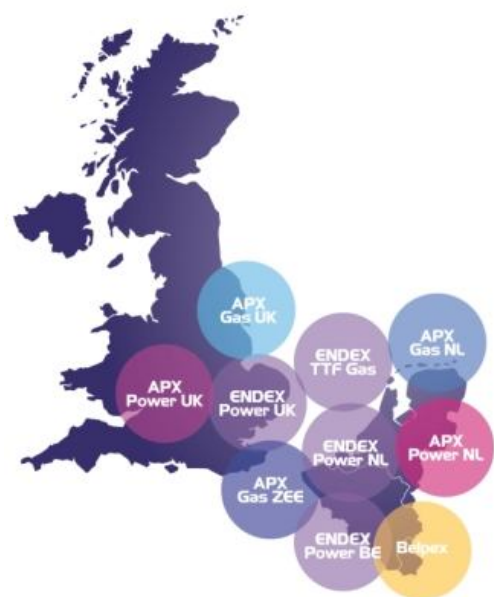 APX
Gas UK
ENDEX
TTF Gas
APX
Gas NL
APX
Power UK
ENDEX
Power UK
ENDEX
Power NL
APX
Power NL
APX
Gas ZEE
ENDEX
Power BE
Belpex